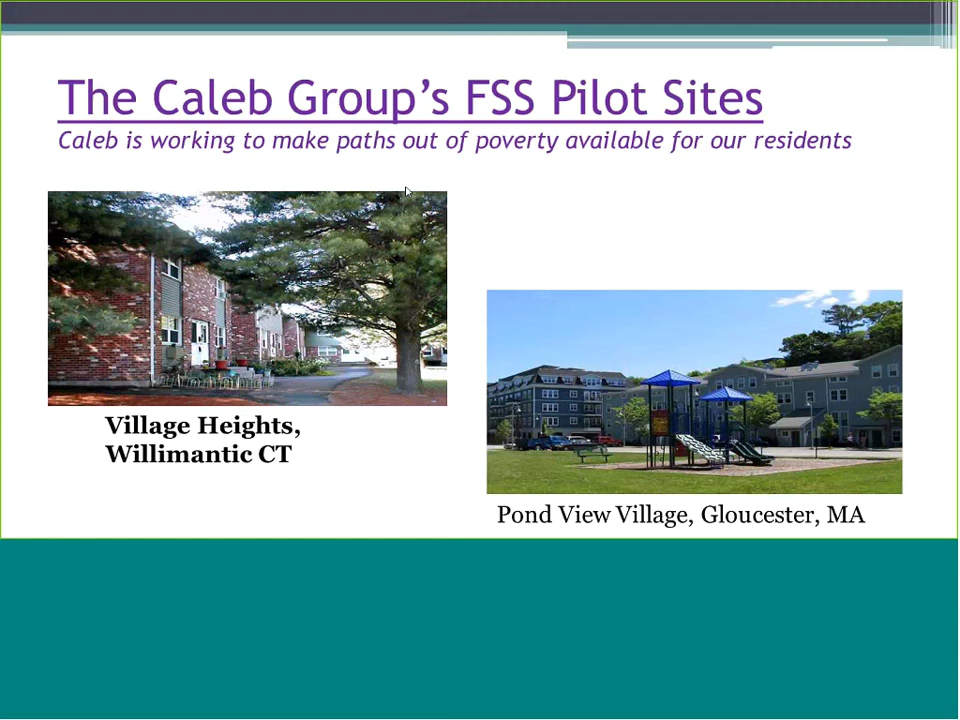 The Caleb Group’s FSS Pilot Sites
Caleb is working to make paths out of poverty available for our residents
Village Heights,
Willimantic CT
Pond View Village, Gloucester, MA